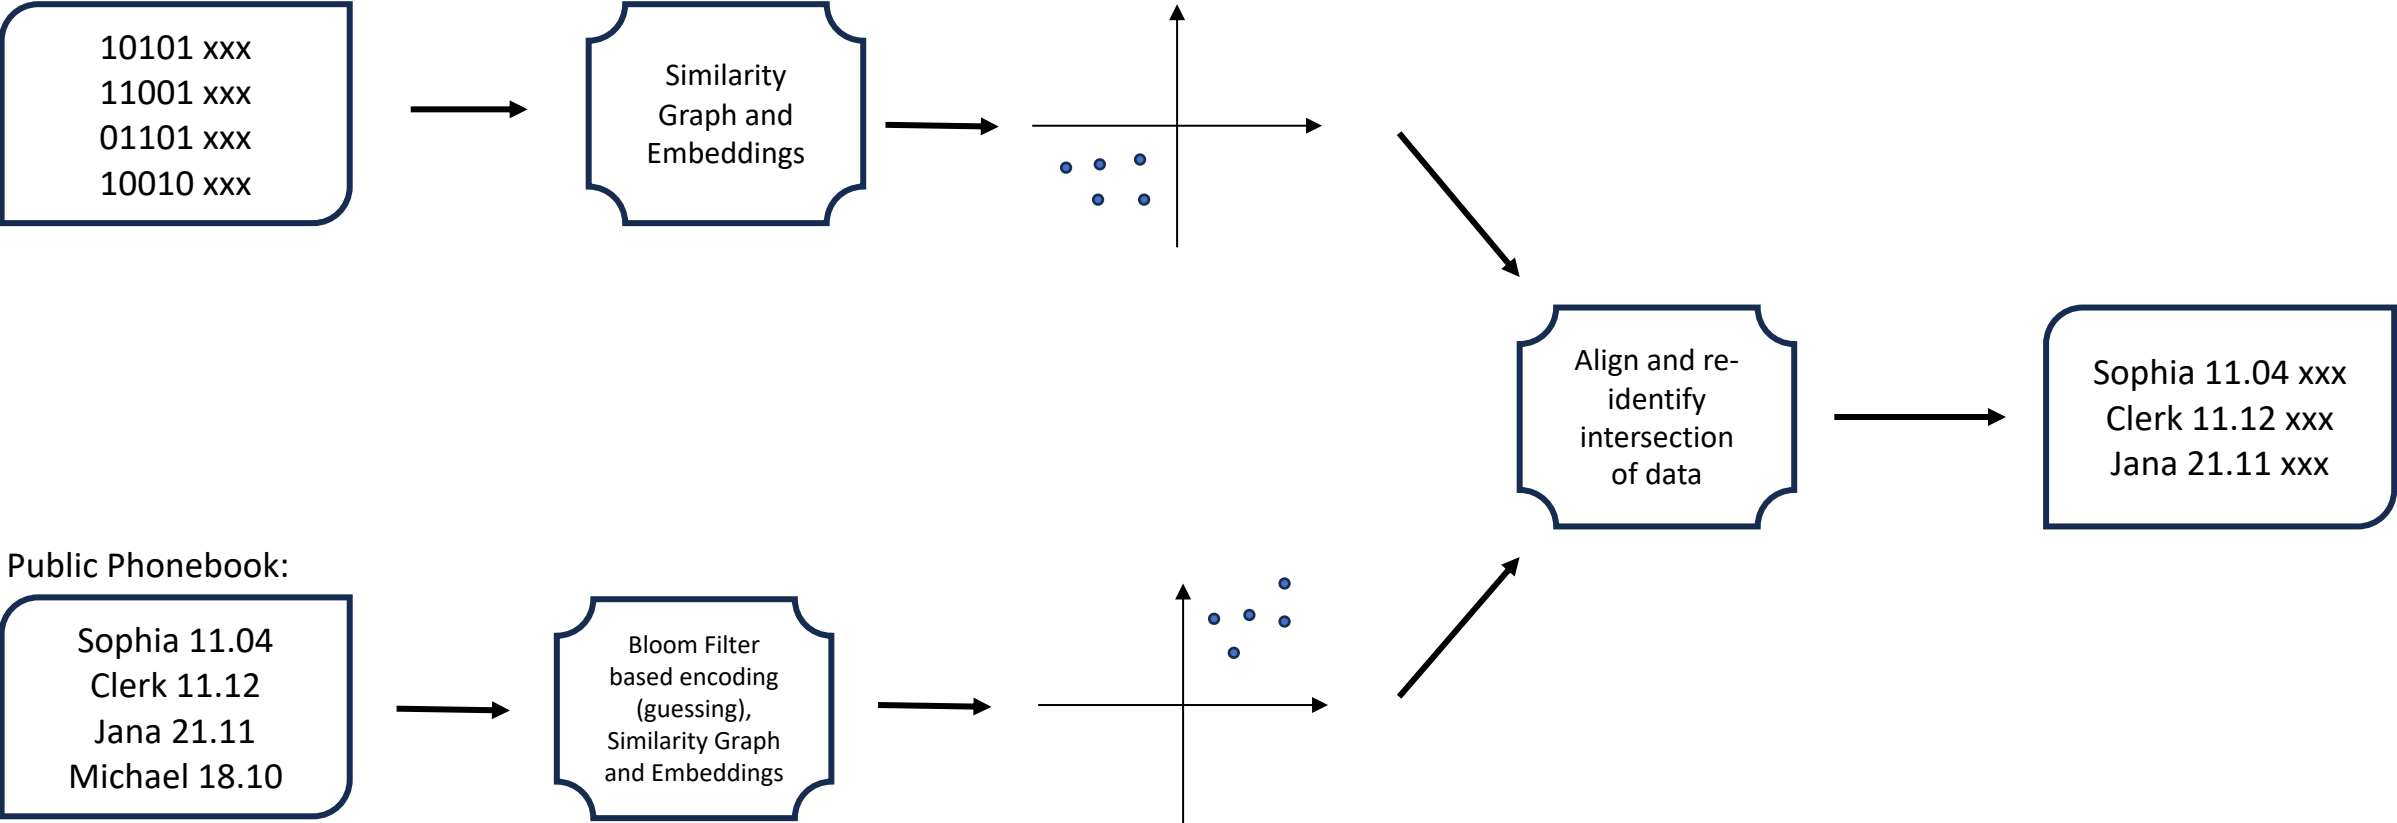 10101 xxx
11001 xxx
01101 xxx
10010 xxx
Similarity
Graph and
Embeddings
Public Phonebook:
Sophia 11.04
Clerk 11.12
Jana 21.11
Michael 18.10
Bloom Filter
based encoding
(guessing),
Similarity Graph
and Embeddings
Align and re-
identify
intersection
of data
Sophia 11.04 xxx
Clerk 11.12 xxx
Jana 21.11 xxx